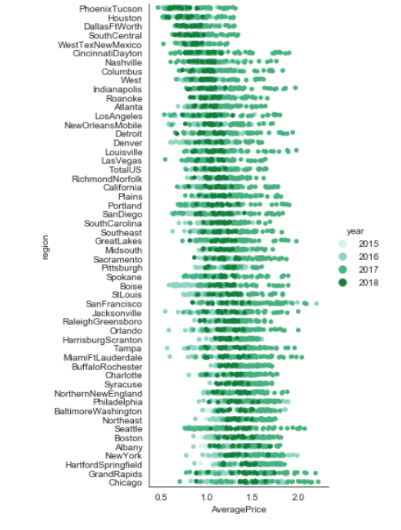 PhoenixTucson
Houston
DallasFtWorth
SouthCentral
WestTexNewMexico
CincinnatiDayton
Nashville
Columbus
West
Indianapolis
Roanoke
Atlanta
LosAngeles
NewOrleansMobile
Detroit
Denver
Louisville
LasVegas
TotalUS
RichmondNorfolk
California
Plains
Portland
SanDiego
SouthCarolina
Southeast
GreatLakes
Midsouth
Sacramento
Pittsburgh
Spokane
Boise
StLouis
SanFrancisco
Jacksonville
RaleighGreensboro
Orlando
HarrisburgScranton
Tampa
MiamiFtLauderdale
BuffaloRochester
Charlotte
Syracuse
NorthernNewEngland
Philadelphia
BaltimoreWashington
Northeast
Seattle
Boston
Albany
NewYork
HartfordSpringfield
GrandRapids
Chicago
region
0.5 1.0 1.5 2.0
AveragePrice
year
2015
2016
2017
2018